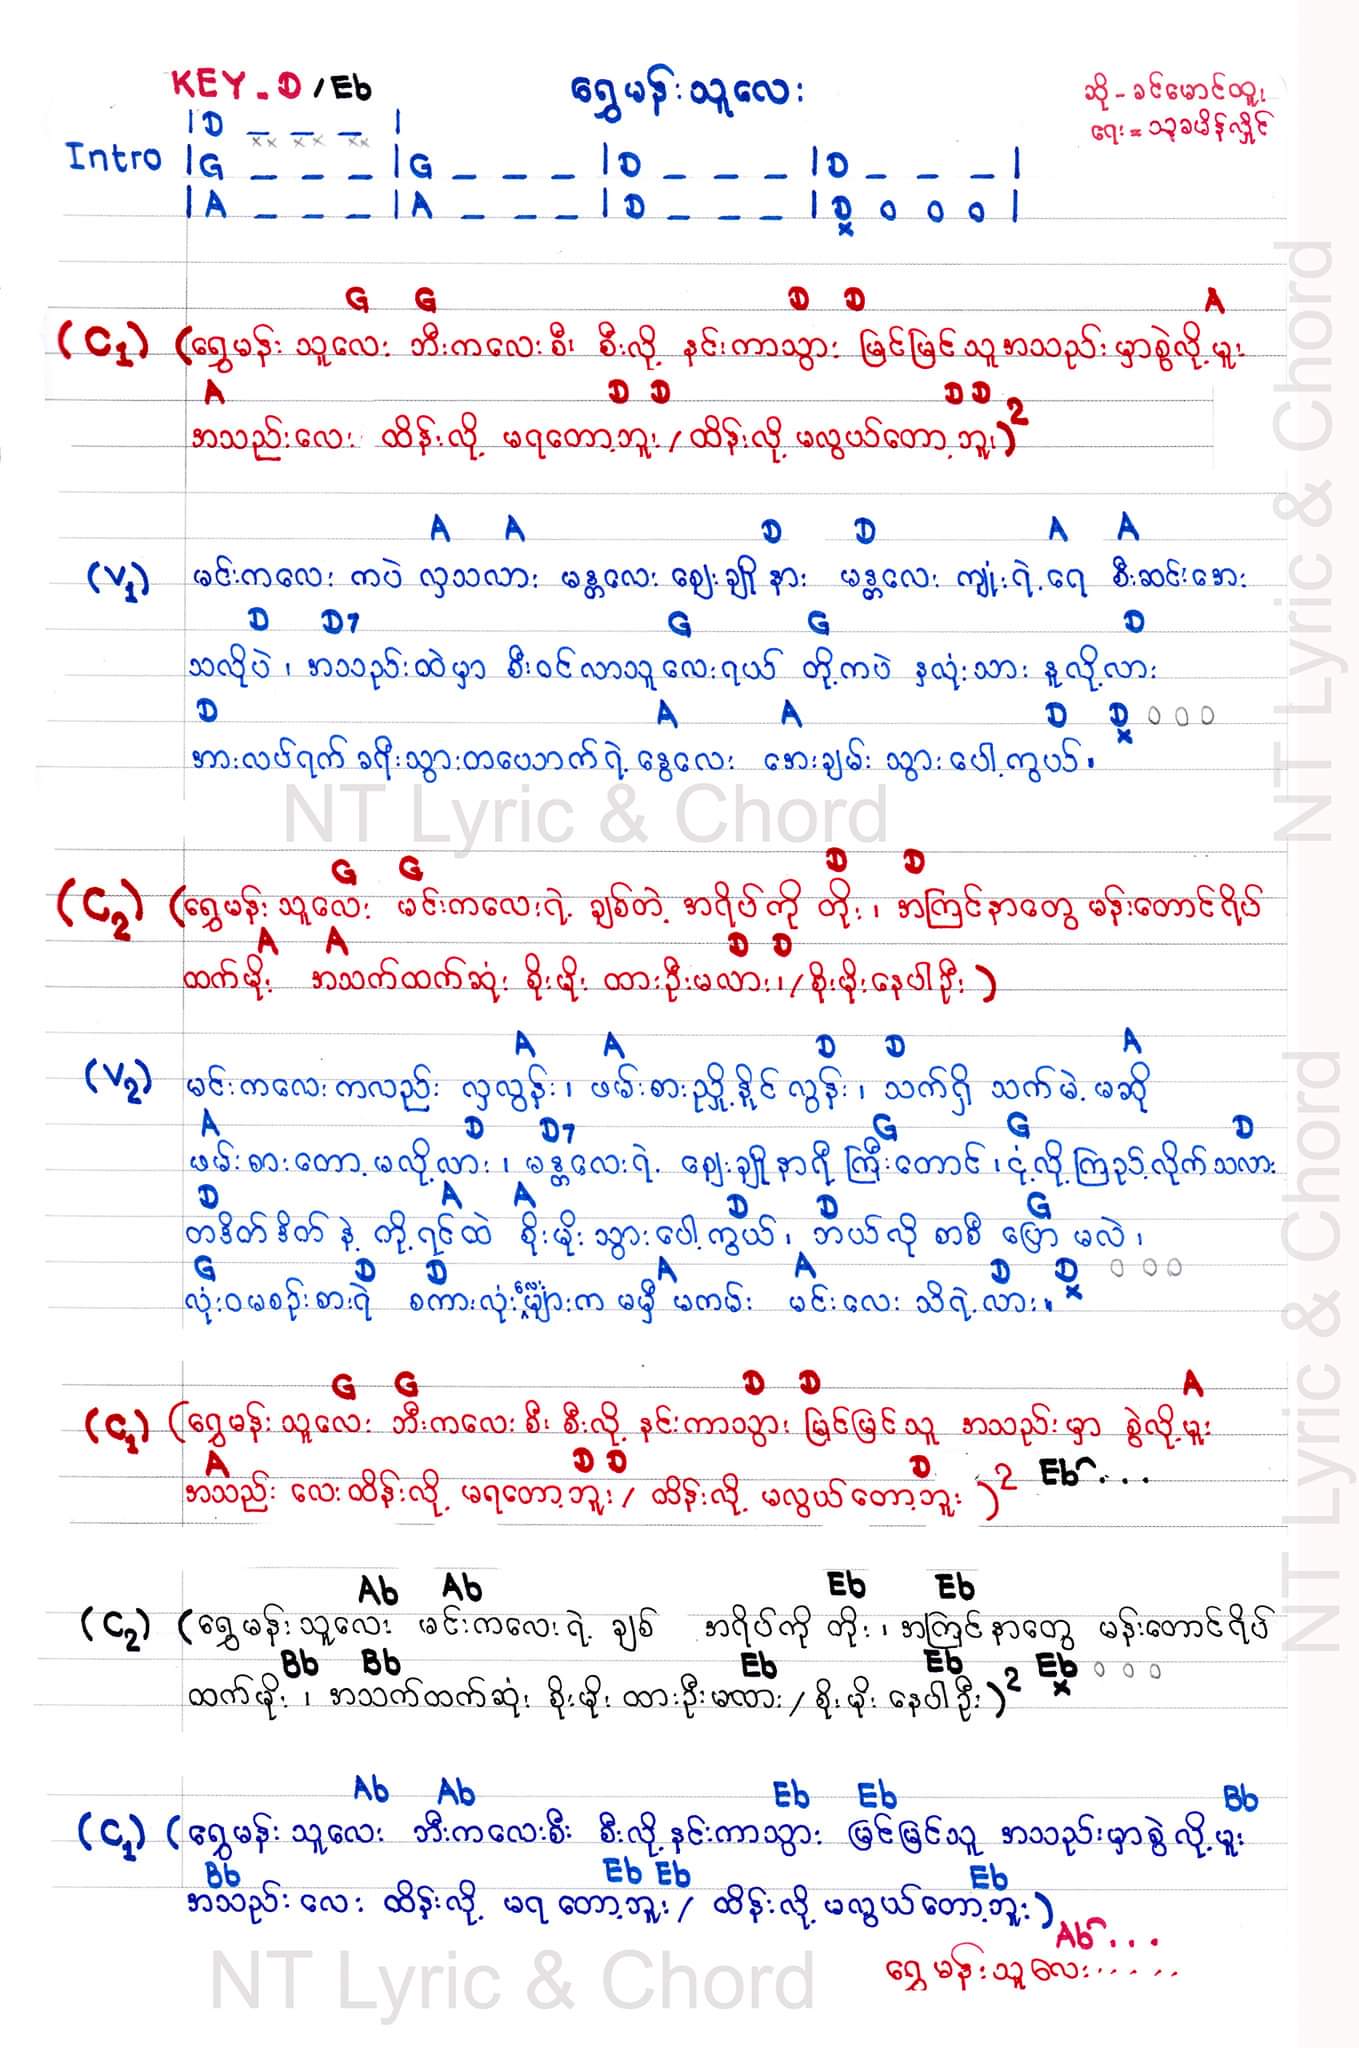 KEY - D / Eb
ရွှေမန်းသူလေး
ဆို - ခင်မောင်ထူး
ရေး = သုခမိန်လှိုင်
| D _ _ _ |
xx xx xx
Intro | G _ _ _ | G _ _ _ | D _ _ _ | D _ _ _ |
| A _ _ _ | A _ _ _ | D _ _ _ | D o o o |
x
G G D D A
(C1) (ရွှေမန်း သူလေး ဘီးကလေးစီး စီးလို့ နင်းကာသွား မြင်မြင်သူ အသည်းမှာစွဲလို့မူး
A D D D D
အသည်းလေး ထိန်းလို့ မရတော့ဘူး / ထိန်းလို့ မလွယ်တော့ဘူး)2
A A D D A A
(V1) မင်းကလေး ကပဲ လှသလား မန္တလေး ဈေးချိုနား မန္တလေး ကျုံးရဲ့ရေ စီးဆင်းအေး
D D7 G G D
သလိုပဲ ၊ အသည်းထဲမှာ စီးဝင်လာသူလေးရယ် တို့ကပဲ နှလုံးသား နူလို့လား
D A A D D o o o
x
အားလပ်ရက် ခရီးသွားတပေါဘက်ရဲ့ နွေလေး အေးချမ်း သွားပေါ့ကွယ်။
NT Lyric & Chord
G G D D
(C2) (ရွှေမန်းသူလေး မင်းကလေးရဲ့ ချစ်တဲ့ အရိပ်ကို တိုး ၊ အကြင်နာတွေ မန်းတောင်ရိပ်
A A D D
ထက်မိုး အသက်ထက်ဆုံး စိုးမိုး ထားဦးမလား ၊ / စိုးမိုးနေပါဦး )
A A D D A
(V2) မင်းကလေးကလည်း လှလွန်း ၊ ဖမ်းစားညှို့နိုင်လွန်း ၊ သက်ရှိ သက်မဲ့ မဆို
A D D7 G G D
ဖမ်းစားတော့မလို့လား ၊ မန္တလေးရဲ့ ဈေးချိုနာရီကြီးတောင် ၊ ငုံ့လို့ကြည့်လိုက်သလား
D A A D D G
တဒိတ်ဒိတ်နဲ့ ကို့ရင်ထဲ စိုးမိုးသွားပေါ့ကွယ် ၊ ဘယ်လို စာစီ ပြောမလဲ ၊
G D D A A D D o o o
x
လုံးဝမစဉ်းစားရဲ စကားလုံးများက မမှီ မကမ်း မင်းလေး သိရဲ့လား ။
G G D D A
(C1) (ရွှေမန်းသူလေး ဘီးကလေးစီး စီးလို့ နင်းကာသွား မြင်မြင်သူ အသည်းမှာ စွဲလို့မူး
A D D D
အသည်းလေးထိန်းလို့ မရတော့ဘူး / ထိန်းလို့ မလွယ်တော့ဘူး )2 Eb^...
Ab Ab Eb Eb
(C2) (ရွှေမန်းသူလေး မင်းကလေးရဲ့ ချစ် အရိပ်ကို တိုး ၊ အကြင်နာတွေ မန်းတောင်ရိပ်
Bb Bb Eb Eb Eb o o o
x
ထက်မိုး ၊ အသက်ထက်ဆုံး စိုးမိုး ထားဦးမလား / စိုးမိုး နေပါဦး )2
Ab Ab Eb Eb Bb
(C1) (ရွှေမန်းသူလေး ဘီးကလေးစီး စီးလို့နင်းကာသွား မြင်မြင်သူ အသည်းမှာစွဲလို့မူး
Bb Eb Eb Eb
အသည်းလေး ထိန်းလို့ မရတော့ဘူး / ထိန်းလို့ မလွယ်တော့ဘူး )
Ab^...
ရွှေမန်းသူလေး.....
NT Lyric & Chord
NT Lyric & Chord
NT Lyric & Chord